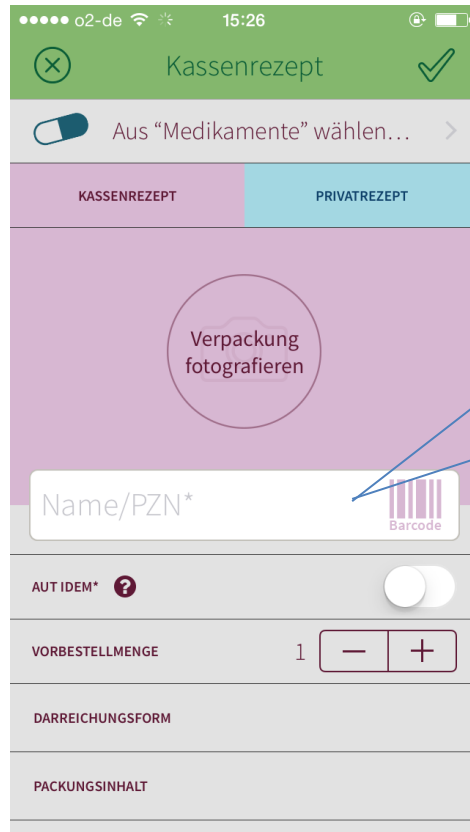 o2-de 15:26
Kassenrezept
Aus “Medikamente” wählen...
KASSENREZEPT PRIVATREZEPT
Verpackung
fotografieren
Name/PZN*
Barcode
AUT IDEM* ?
VORBESTELLMENGE 1 − +
DARREICHUNGSFORM
PACKUNGSINHALT